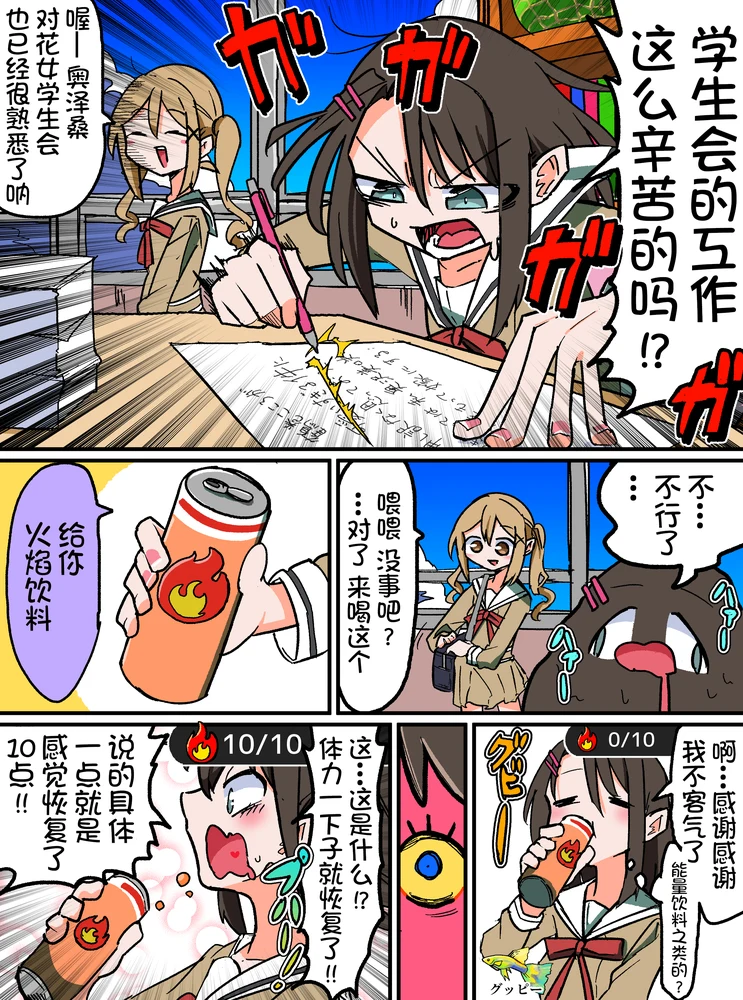 学生会的工作
这么辛苦的吗!?
ガ
ガ
ガ
ガ
喔ー奥泽桑
对花女学生会
也已经很熟悉了呐
不…
不行了
…
ハァー
ハァー
喂喂 没事吧？
…对了 来喝这个
给你
火焰饮料
0/10
啊…感谢感谢
我不客气了
能量饮料之类的？
グビー
グッピー
10/10
这…这是什么!?
体力一下子就恢复了!!
プハー!
说的具体
一点就是
感觉恢复了
10点!!